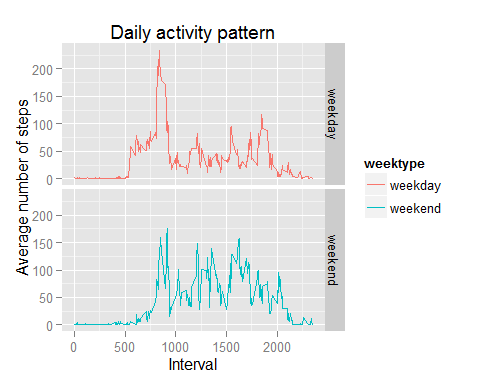 Daily activity pattern
Average number of steps
200
150
100
50
0
weekday
200
150
100
50
0
weekend
0
500
1000
1500
2000
Interval
weektype
weekday
weekend